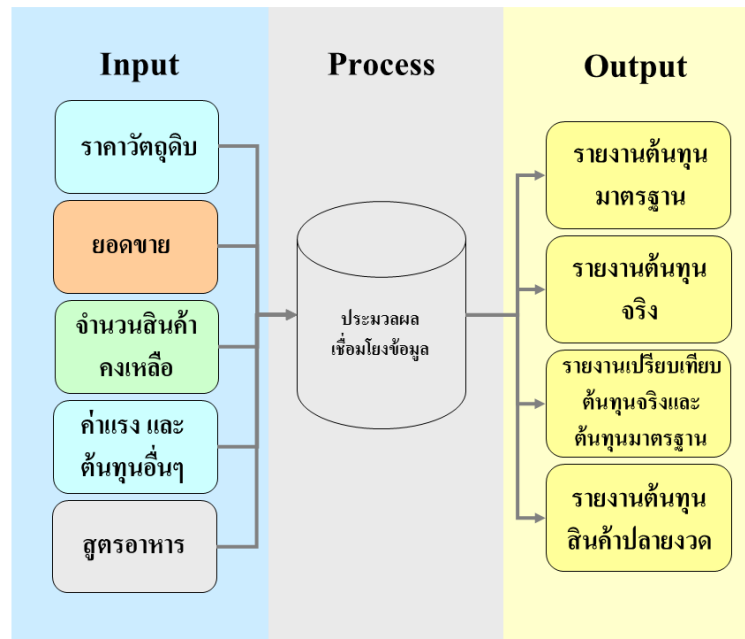 Input
ราคาวัตถุดิบ
ยอดขาย
จำนวนสินค้า
คงเหลือ
ค่าแรง และ
ต้นทุนอื่นๆ
สูตรอาหาร
Process
ประมวลผล
เชื่อมโยงข้อมูล
Output
รายงานต้นทุน
มาตรฐาน
รายงานต้นทุน
จริง
รายงานเปรียบเทียบ
ต้นทุนจริงและ
ต้นทุนมาตรฐาน
รายงานต้นทุน
สินค้าปลายงวด